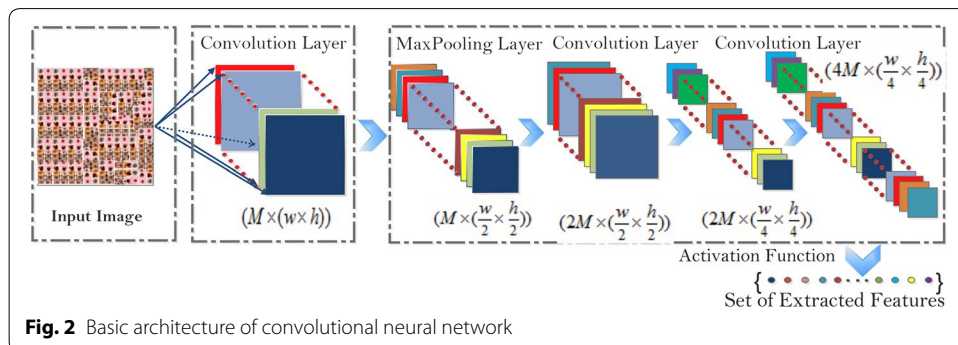 Convolution Layer
MaxPooling Layer
Convolution Layer
Convolution Layer
(4M×(w/4×h/4))
Input Image
(M×(w×h))
(M×(w/2×h/2))
(2M×(w/2×h/2))
(2M×(w/4×h/4))
Activation Function
{ }
Set of Extracted Features
Fig. 2 Basic architecture of convolutional neural network